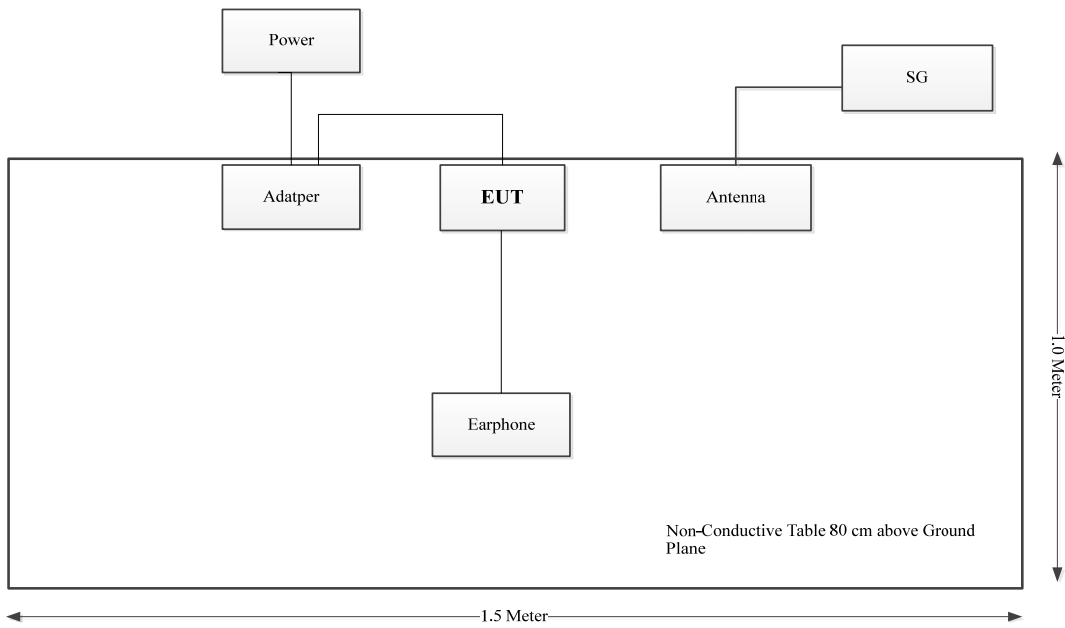 Power
SG
Adatper
EUT
Antenna
1.0 Meter
Earphone
Non-Conductive Table 80 cm above Ground
Plane
1.5 Meter